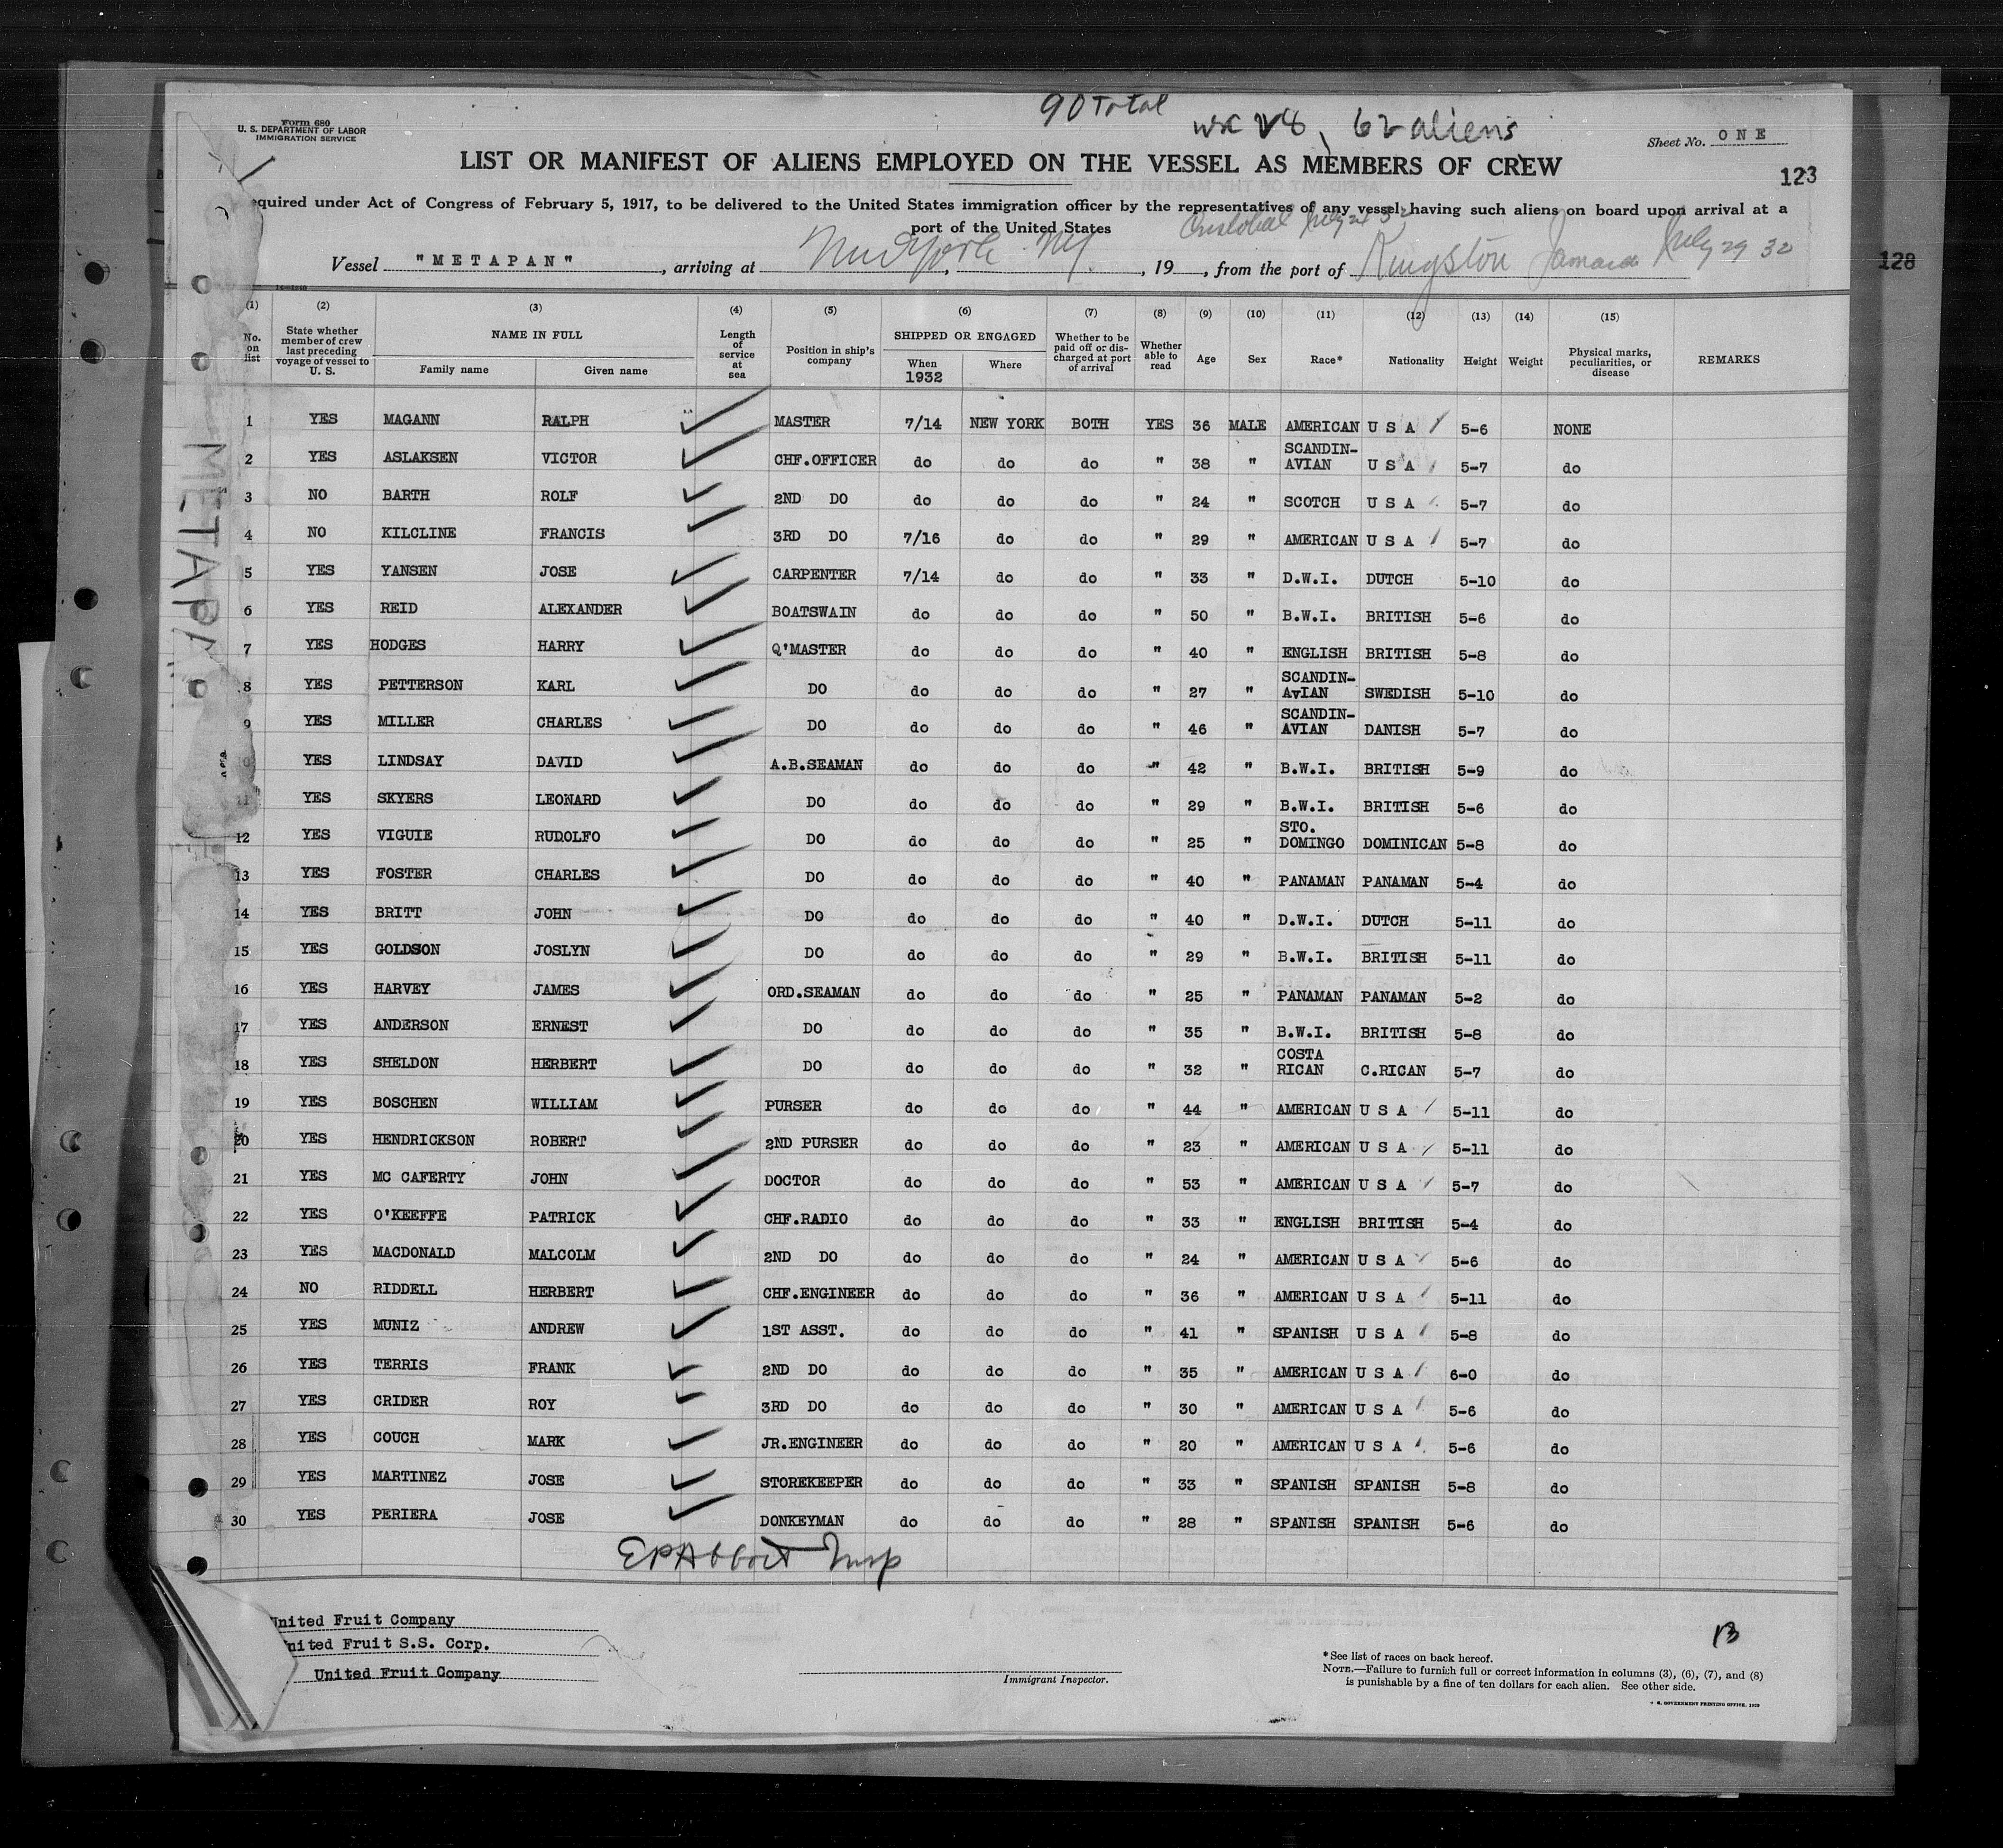 90 Total
usc 28, 62 aliens
Form 680
U. S. DEPARTMENT OF LABOR
IMMIGRATION SERVICE
Sheet No. ONE
LIST OR MANIFEST OF ALIENS EMPLOYED ON THE VESSEL AS MEMBERS OF CREW
123
equired under Act of Congress of February 5, 1917, to be delivered to the United States immigration officer by the representatives of any vessel having such aliens on board upon arrival at a
port of the United States
Cristobal July 24 32
Vessel "METAPAN", arriving at New York NY., 19, from the port of Kingston Jamaica July 29 32
128
(1) (2) (3) (4) (5) (6) (7) (8) (9) (10) (11) (12) (13) (14) (15)
No. on list State whether member of crew last preceding voyage of vessel to U. S. NAME IN FULL Family name Given name Length of service at sea Position in ship's company SHIPPED OR ENGAGED When 1932 Where Whether to be paid off or discharged at port of arrival Whether able to read Age Sex Race* Nationality Height Weight Physical marks, peculiarities, or disease REMARKS
METAPAN
1 YES MAGANN RALPH MASTER 7/14 NEW YORK BOTH YES 36 MALE AMERICAN U S A 5-6 NONE
2 YES ASLAKSEN VICTOR CHF.OFFICER do do do " 38 " SCANDIN-AVIAN U S A 5-7 do
3 NO BARTH ROLF 2ND DO do do do " 24 " SCOTCH U S A 5-7 do
4 NO KILCLINE FRANCIS 3RD DO 7/16 do do " 29 " AMERICAN U S A 5-7 do
5 YES YANSEN JOSE CARPENTER 7/14 do do " 33 " D.W.I. DUTCH 5-10 do
6 YES REID ALEXANDER BOATSWAIN do do do " 50 " B.W.I. BRITISH 5-6 do
7 YES HODGES HARRY Q'MASTER do do do " 40 " ENGLISH BRITISH 5-8 do
8 YES PETTERSON KARL DO do do do " 27 " SCANDIN-AvIAN SWEDISH 5-10 do
9 YES MILLER CHARLES DO do do do " 46 " SCANDIN-AVIAN DANISH 5-7 do
10 YES LINDSAY DAVID A.B.SEAMAN do do do " 42 " B.W.I. BRITISH 5-9 do
11 YES SKYERS LEONARD DO do do do " 29 " B.W.I. BRITISH 5-6 do
12 YES VIGUIE RUDOLFO DO do do do " 25 " STO. DOMINGO DOMINICAN 5-8 do
13 YES FOSTER CHARLES DO do do do " 40 " PANAMAN PANAMAN 5-4 do
14 YES BRITT JOHN DO do do do " 40 " D.W.I. DUTCH 5-11 do
15 YES GOLDSON JOSLYN DO do do do " 29 " B.W.I. BRITISH 5-11 do
16 YES HARVEY JAMES ORD.SEAMAN do do do " 25 " PANAMAN PANAMAN 5-2 do
17 YES ANDERSON ERNEST DO do do do " 35 " B.W.I. BRITISH 5-8 do
18 YES SHELDON HERBERT DO do do do " 32 " COSTA RICAN C.RICAN 5-7 do
19 YES BOSCHEN WILLIAM PURSER do do do " 44 " AMERICAN U S A 5-11 do
20 YES HENDRICKSON ROBERT 2ND PURSER do do do " 23 " AMERICAN U S A 5-11 do
21 YES MC CAFERTY JOHN DOCTOR do do do " 53 " AMERICAN U S A 5-7 do
22 YES O'KEEFFE PATRICK CHF.RADIO do do do " 33 " ENGLISH BRITISH 5-4 do
23 YES MACDONALD MALCOLM 2ND DO do do do " 24 " AMERICAN U S A 5-6 do
24 NO RIDDELL HERBERT CHF.ENGINEER do do do " 36 " AMERICAN U S A 5-11 do
25 YES MUNIZ ANDREW 1ST ASST. do do do " 41 " SPANISH U S A 5-8 do
26 YES TERRIS FRANK 2ND DO do do do " 35 " AMERICAN U S A 6-0 do
27 YES CRIDER ROY 3RD DO do do do " 30 " AMERICAN U S A 5-6 do
28 YES COUCH MARK JR.ENGINEER do do do " 20 " AMERICAN U S A 5-6 do
29 YES MARTINEZ JOSE STOREKEEPER do do do " 33 " SPANISH SPANISH 5-8 do
30 YES PERIERA JOSE DONKEYMAN do do do " 28 " SPANISH SPANISH 5-6 do
EPAbbott Insp
United Fruit Company
United Fruit S.S. Corp.
United Fruit Company
Immigrant Inspector.
13
* See list of races on back hereof.
NOTE.—Failure to furnish full or correct information in columns (3), (6), (7), and (8)
is punishable by a fine of ten dollars for each alien. See other side.
GOVERNMENT PRINTING OFFICE. 1929